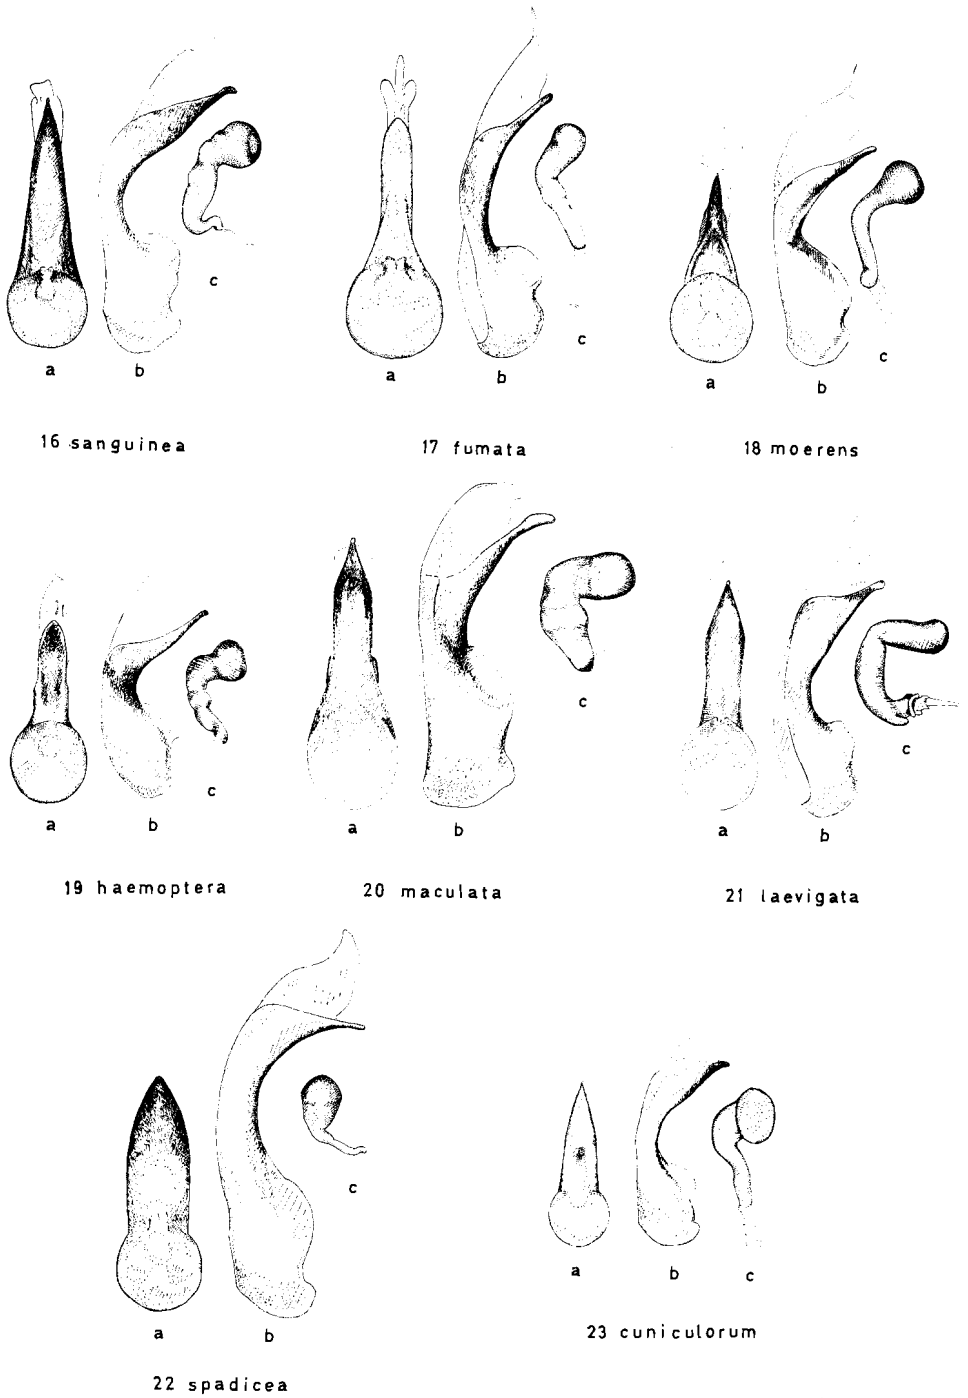 a b c
16 sanguinea
a b c
17 fumata
a b c
18 moerens
a b c
19 haemoptera
a b c
20 maculata
a b c
21 laevigata
a b c
22 spadicea
a b c
23 cuniculorum